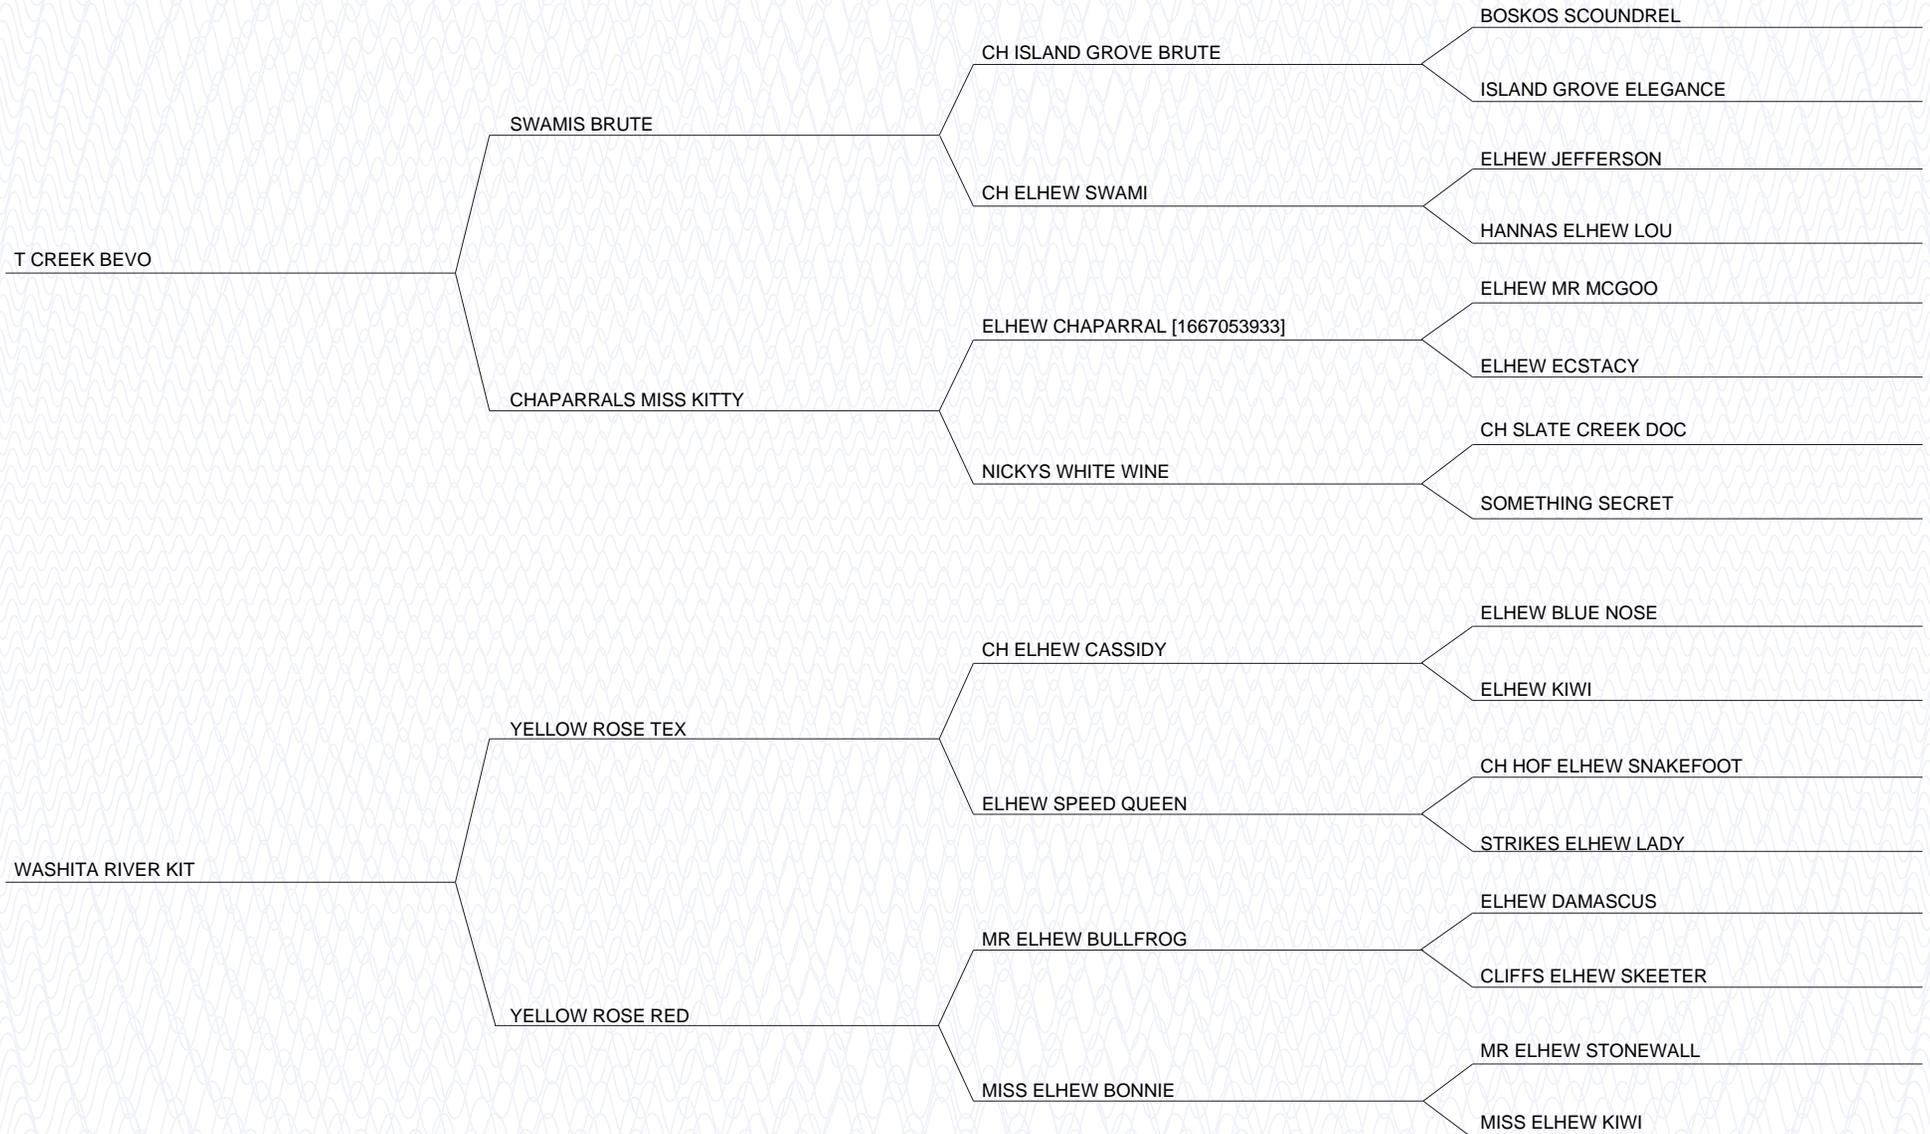 BOSKOS SCOUNDREL
CH ISLAND GROVE BRUTE
ISLAND GROVE ELEGANCE
SWAMIS BRUTE
ELHEW JEFFERSON
CH ELHEW SWAMI
HANNAS ELHEW LOU
T CREEK BEVO
ELHEW MR MCGOO
ELHEW CHAPARRAL [1667053933]
ELHEW ECSTACY
CHAPARRALS MISS KITTY
CH SLATE CREEK DOC
NICKYS WHITE WINE
SOMETHING SECRET
ELHEW BLUE NOSE
CH ELHEW CASSIDY
ELHEW KIWI
YELLOW ROSE TEX
CH HOF ELHEW SNAKEFOOT
ELHEW SPEED QUEEN
STRIKES ELHEW LADY
WASHITA RIVER KIT
ELHEW DAMASCUS
MR ELHEW BULLFROG
CLIFFS ELHEW SKEETER
YELLOW ROSE RED
MR ELHEW STONEWALL
MISS ELHEW BONNIE
MISS ELHEW KIWI